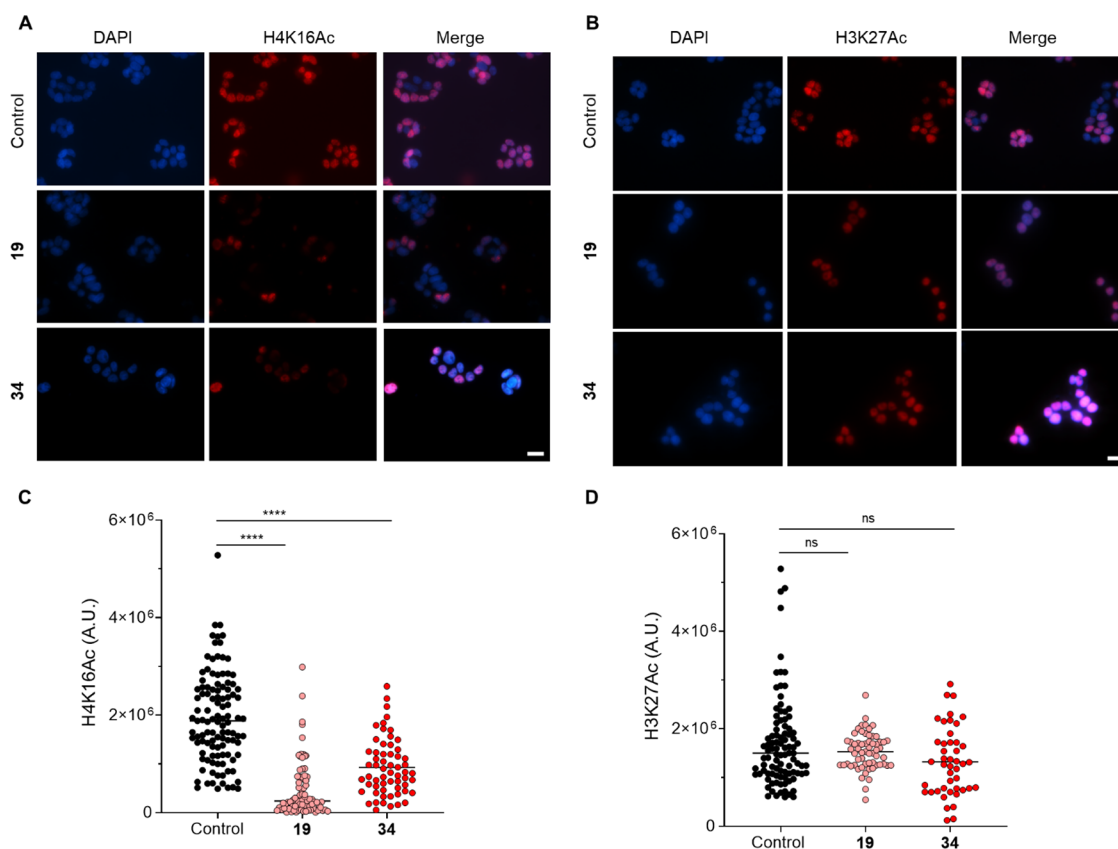 A
DAPI
H4K16Ac
Merge
Control
19
34
B
DAPI
H3K27Ac
Merge
Control
19
34
C
H4K16Ac (A.U.)
6×10⁶
4×10⁶
2×10⁶
0
****
****
Control
19
34
D
H3K27Ac (A.U.)
6×10⁶
4×10⁶
2×10⁶
0
ns
ns
Control
19
34